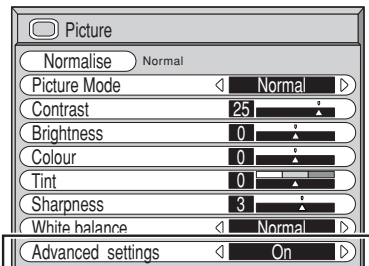 Picture
Normalise Normal
Picture Mode Normal
Contrast 25
Brightness 0
Colour 0
Tint 0
Sharpness 3
White balance Normal
Advanced settings On